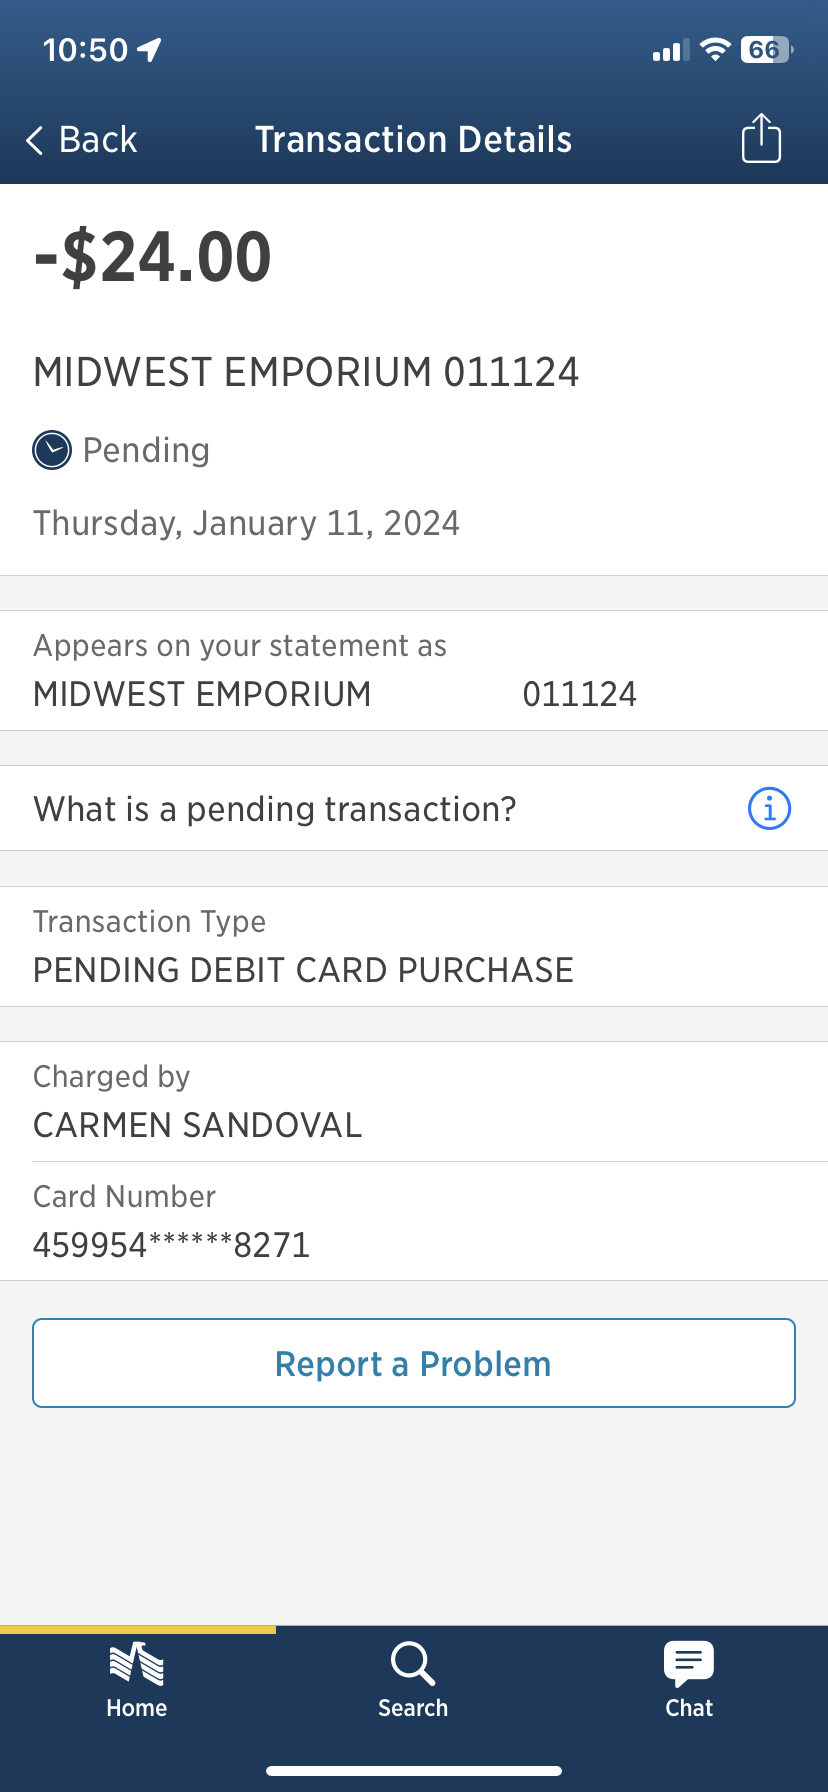 10:50
66
Back Transaction Details
-$24.00
MIDWEST EMPORIUM 011124
Pending
Thursday, January 11, 2024
Appears on your statement as
MIDWEST EMPORIUM 011124
What is a pending transaction?
Transaction Type
PENDING DEBIT CARD PURCHASE
Charged by
CARMEN SANDOVAL
Card Number
459954******8271
Report a Problem
Home Search Chat